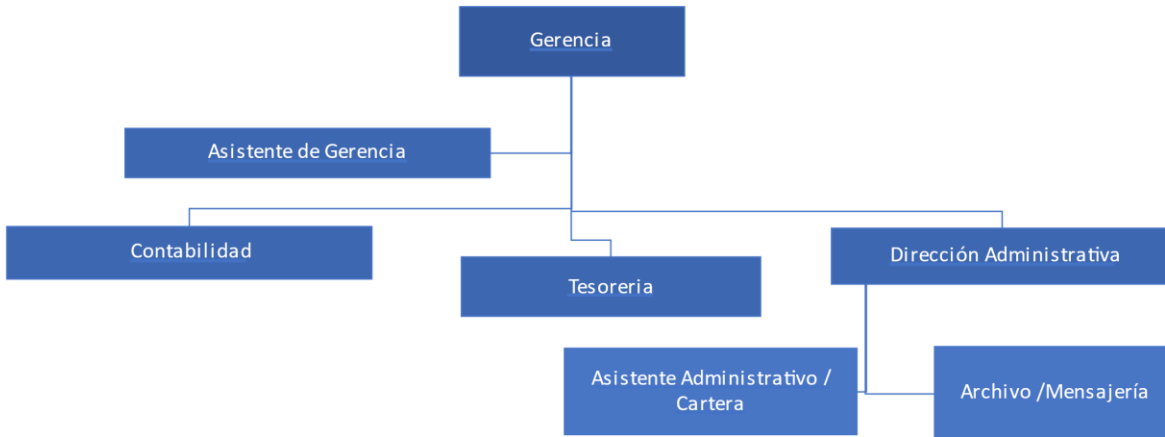 Gerencia
Asistente de Gerencia
Contabilidad
Tesoreria
Dirección Administrativa
Asistente Administrativo /
Cartera
Archivo /Mensajería